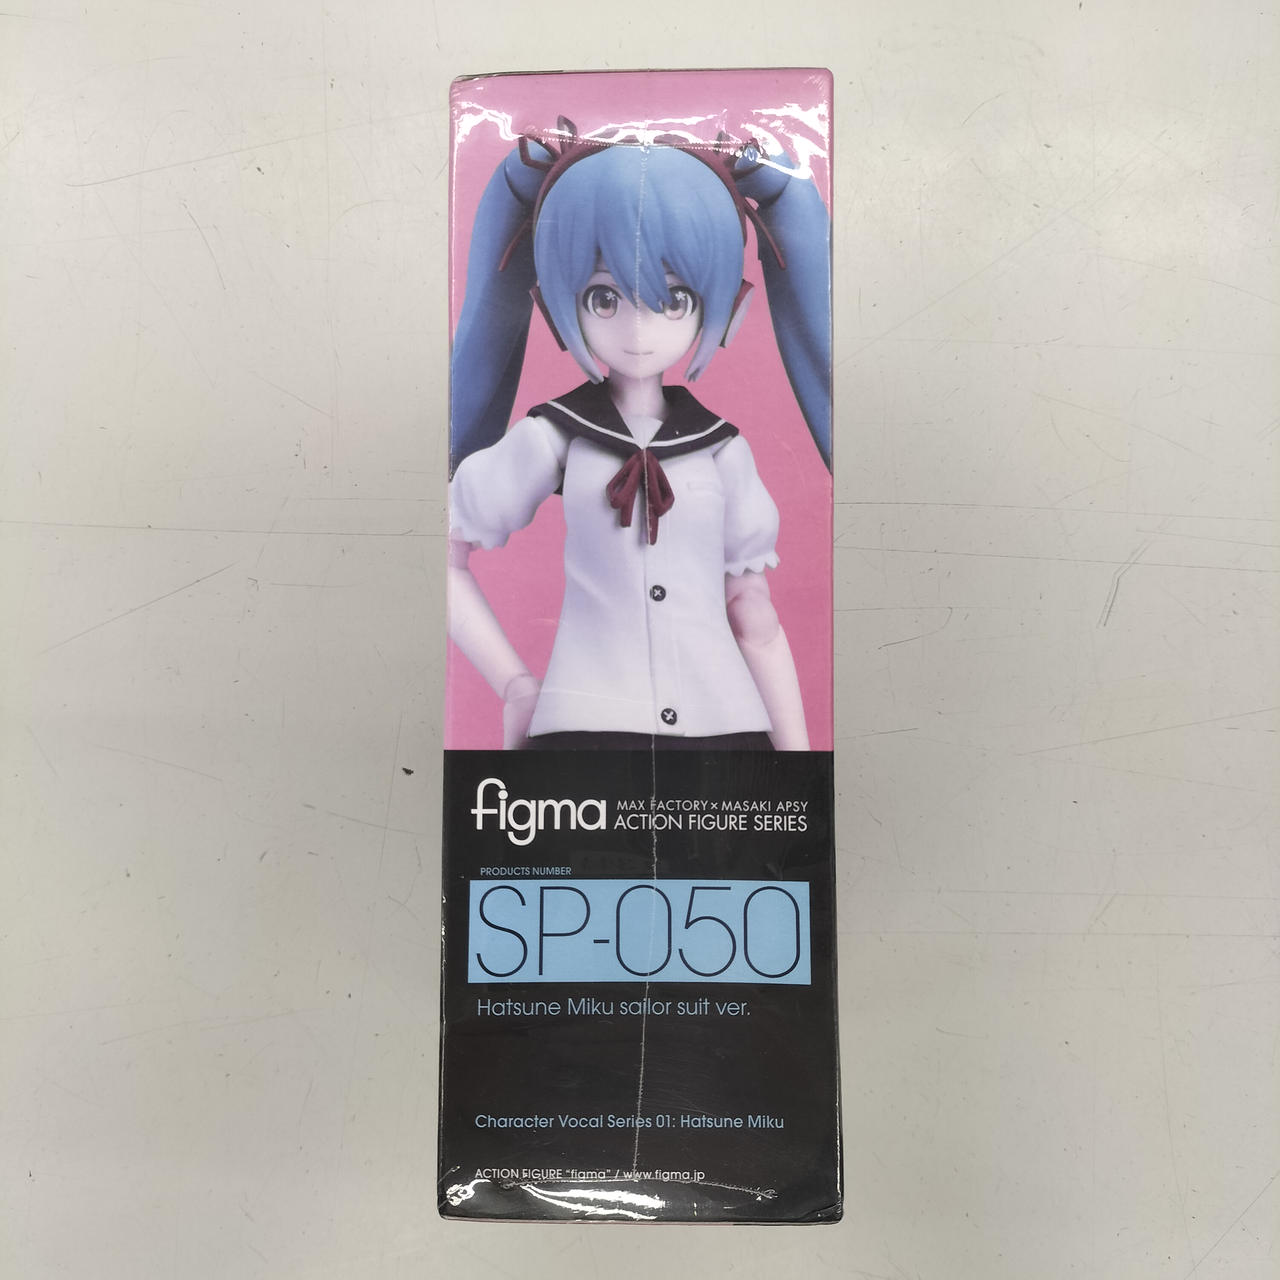 figma
MAX FACTORY×MASAKI APSY
ACTION FIGURE SERIES
PRODUCTS NUMBER
SP-050
Hatsune Miku sailor suit ver.
Character Vocal Series 01: Hatsune Miku
ACTION FIGURE "figma" / www.figma.jp